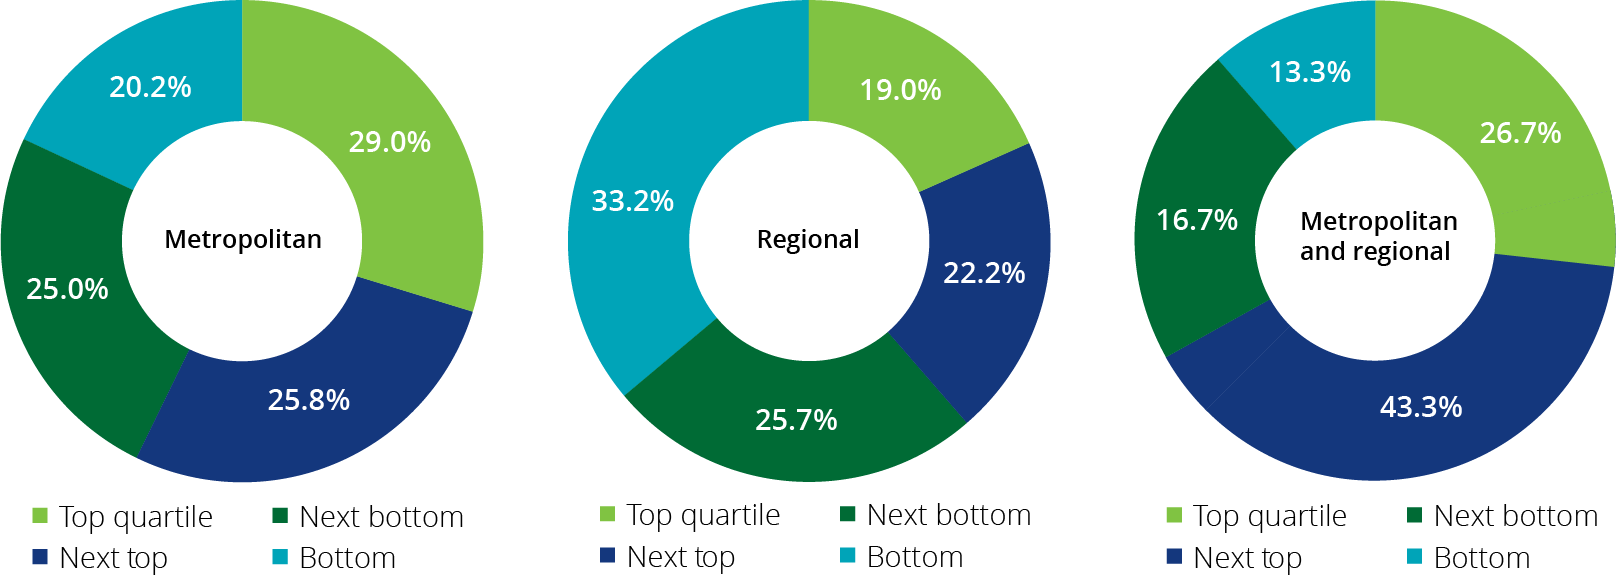 20.2%
29.0%
25.0%
25.8%
Metropolitan
Top quartile
Next bottom
Next top
Bottom
19.0%
33.2%
22.2%
25.7%
Regional
Top quartile
Next bottom
Next top
Bottom
13.3%
26.7%
16.7%
43.3%
Metropolitan
and regional
Top quartile
Next bottom
Next top
Bottom